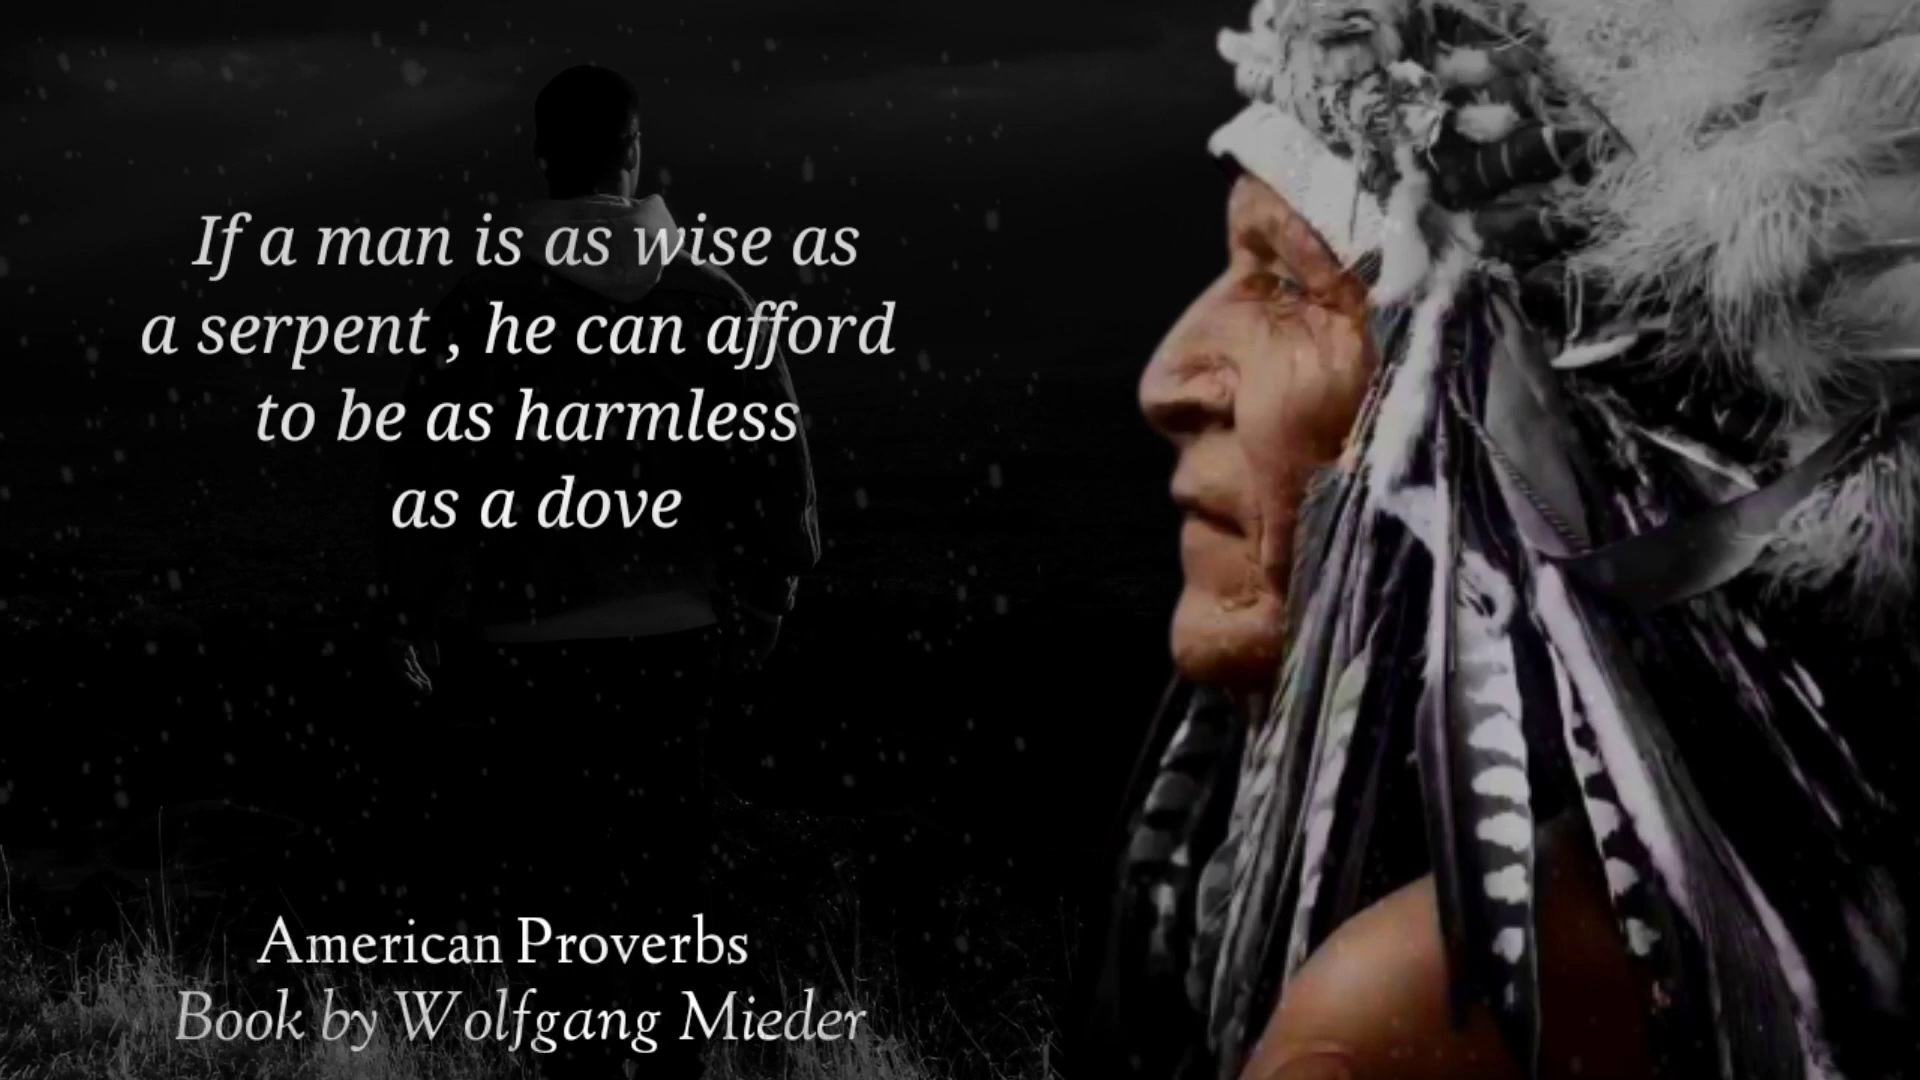 If a man is as wise as
a serpent , he can afford
to be as harmless
as a dove
American Proverbs
Book by Wolfgang Mieder